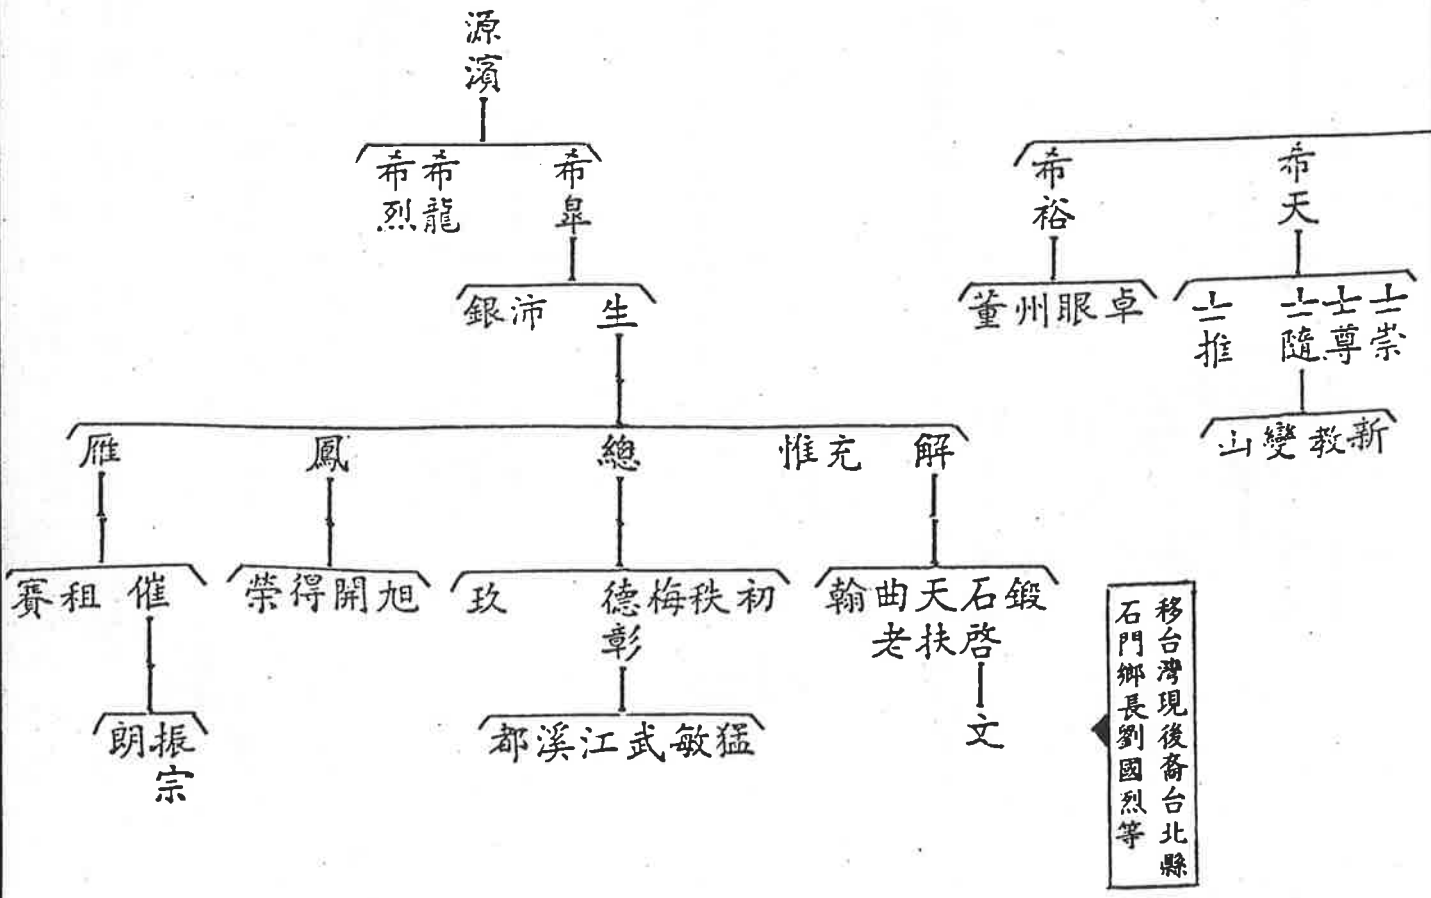 源濱
希天
希裕
希皐
希龍
希烈
士崇
士尊
士隨
士推
卓眼州董
生
沛銀
新教變山
解
充惟
總
鳳
雁
鍛
石啓
天扶
曲老
翰
初秩梅
德彰
玖
旭開得榮
催
租賽
文
猛敏武江溪都
振宗
朗
移台灣現後裔台北縣
石門鄉長劉國烈等